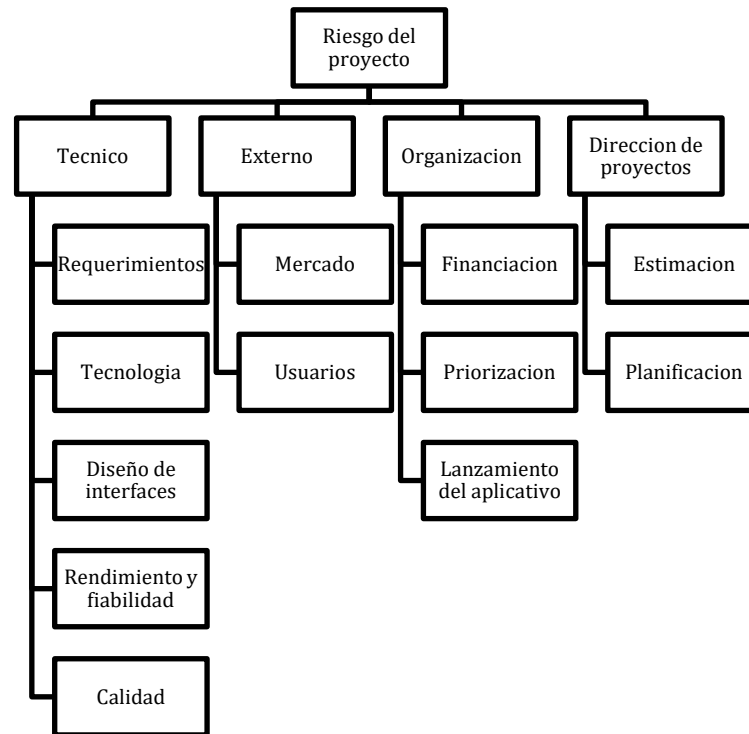 Riesgo del
proyecto
Tecnico
Externo
Organizacion
Direccion de
proyectos
Requerimientos
Mercado
Financiacion
Estimacion
Tecnologia
Usuarios
Priorizacion
Planificacion
Diseño de
interfaces
Lanzamiento
del aplicativo
Rendimiento y
fiabilidad
Calidad